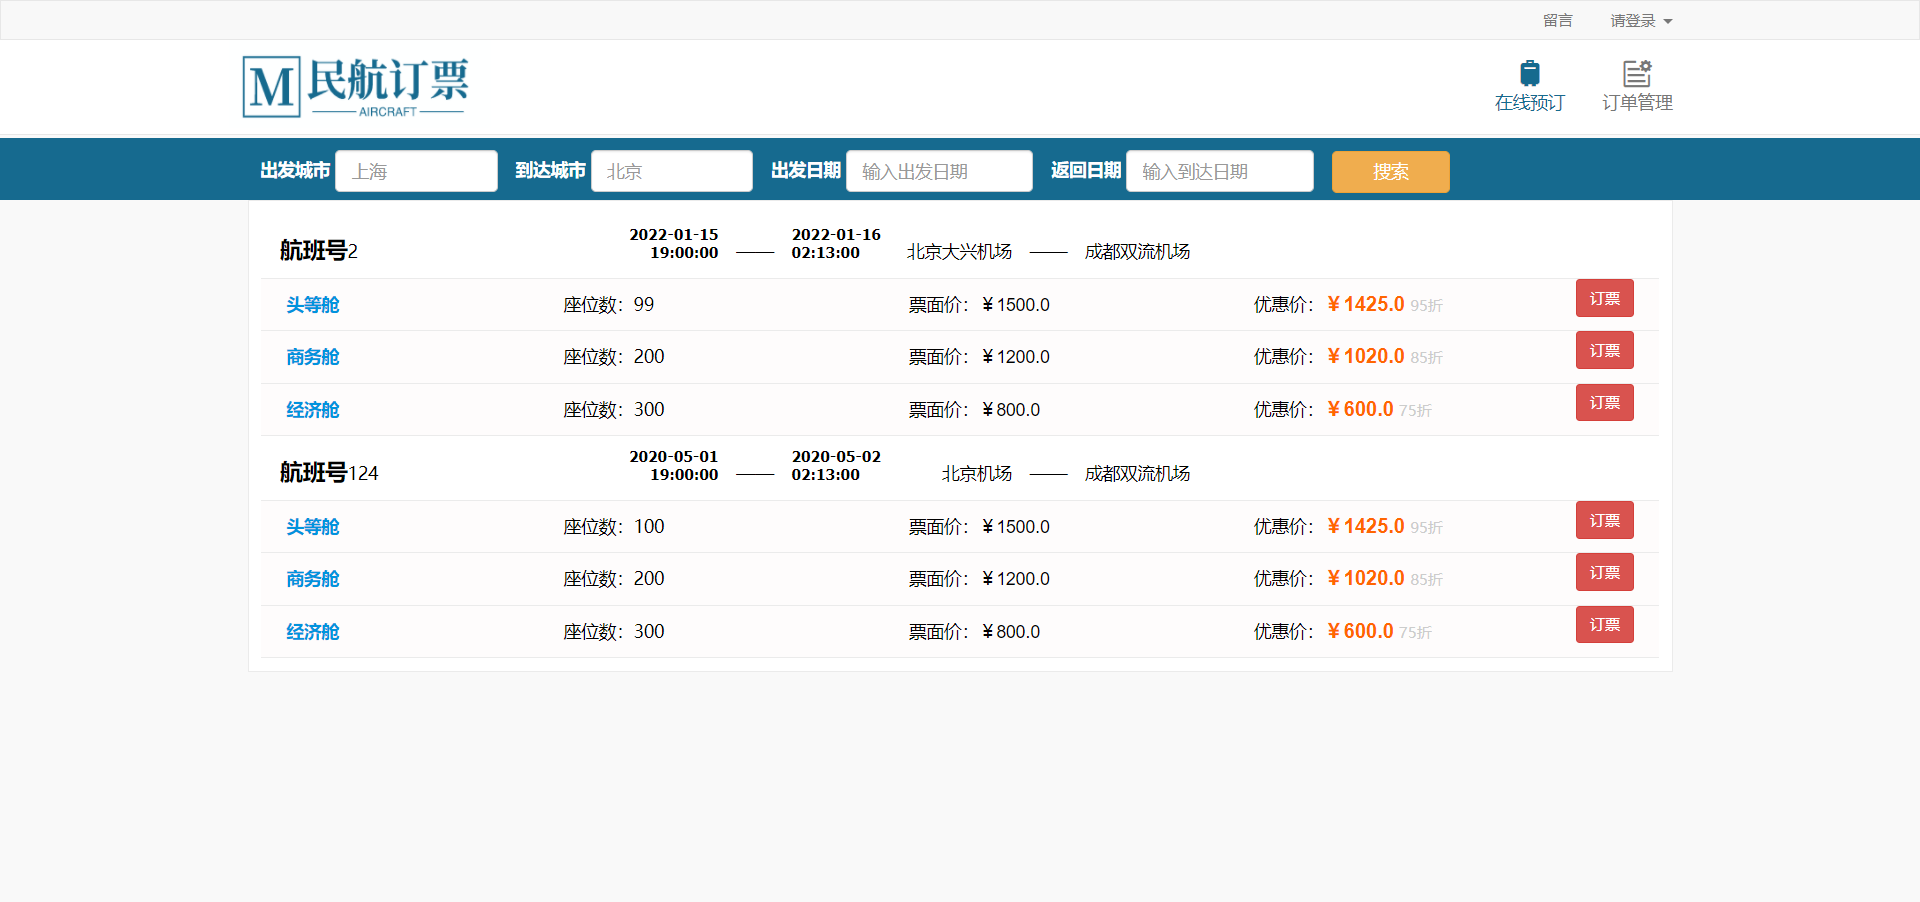 留言 请登录
M 民航订票
AIRCRAFT
在线预订 订单管理
出发城市 上海 到达城市 北京 出发日期 输入出发日期 返回日期 输入到达日期 搜索
航班号2 2022-01-15 19:00:00 —— 2022-01-16 02:13:00 北京大兴机场 —— 成都双流机场
头等舱 座位数：99 票面价：￥1500.0 优惠价：￥1425.0 95折 订票
商务舱 座位数：200 票面价：￥1200.0 优惠价：￥1020.0 85折 订票
经济舱 座位数：300 票面价：￥800.0 优惠价：￥600.0 75折 订票
航班号124 2020-05-01 19:00:00 —— 2020-05-02 02:13:00 北京机场 —— 成都双流机场
头等舱 座位数：100 票面价：￥1500.0 优惠价：￥1425.0 95折 订票
商务舱 座位数：200 票面价：￥1200.0 优惠价：￥1020.0 85折 订票
经济舱 座位数：300 票面价：￥800.0 优惠价：￥600.0 75折 订票